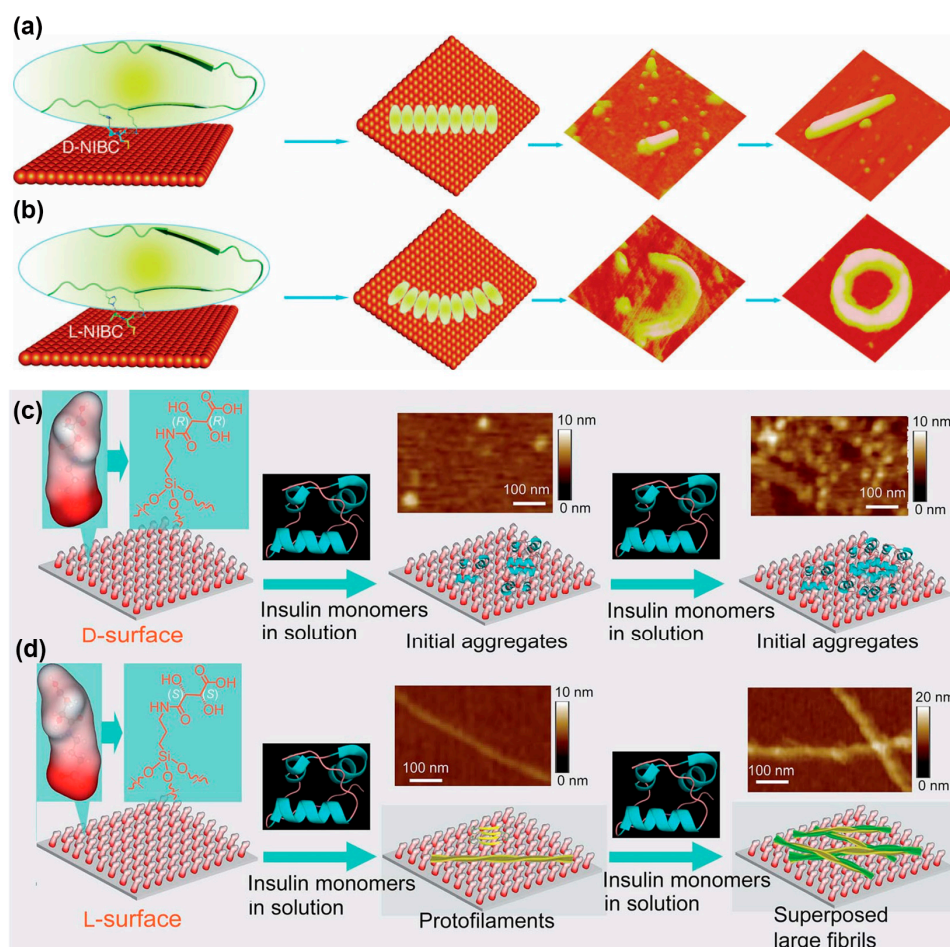 (a)
D-NIBC
(b)
L-NIBC
(c)
HO
O
OH
(R)
(R)
HN
O
OH
Si
O
O
O
D-surface
Insulin monomers
in solution
10 nm
0 nm
100 nm
Initial aggregates
Insulin monomers
in solution
10 nm
0 nm
100 nm
Initial aggregates
(d)
HO
O
OH
(S)
(S)
HN
O
OH
Si
O
O
O
L-surface
Insulin monomers
in solution
10 nm
0 nm
100 nm
Protofilaments
Insulin monomers
in solution
20 nm
0 nm
100 nm
Superposed
large fibrils